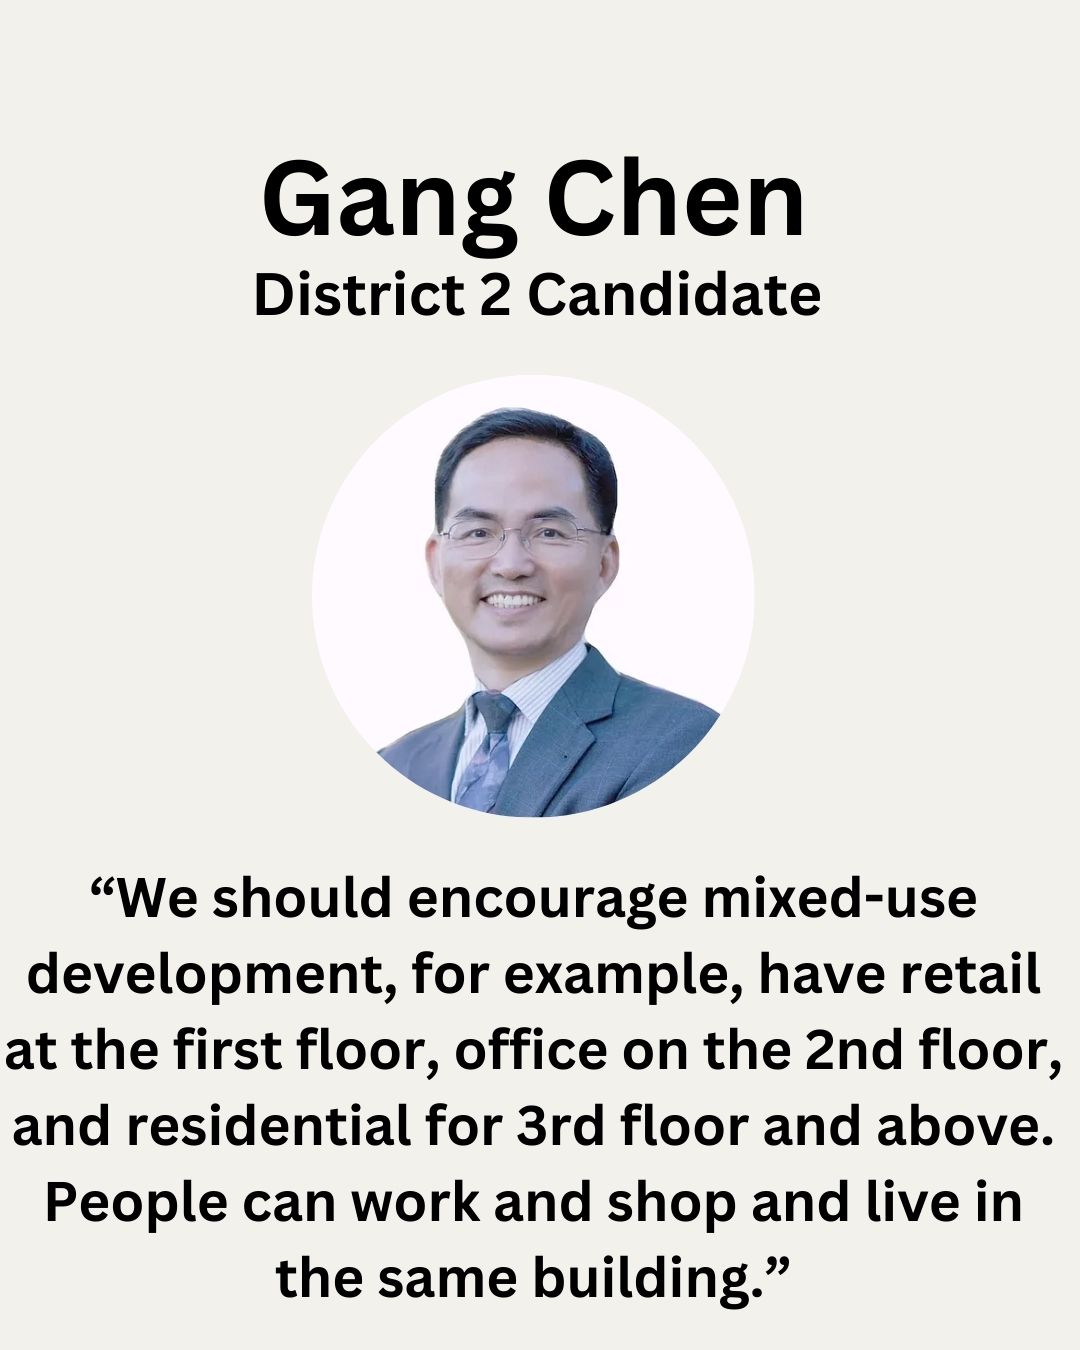 Gang Chen
District 2 Candidate
“We should encourage mixed-use
development, for example, have retail
at the first floor, office on the 2nd floor,
and residential for 3rd floor and above.
People can work and shop and live in
the same building.”